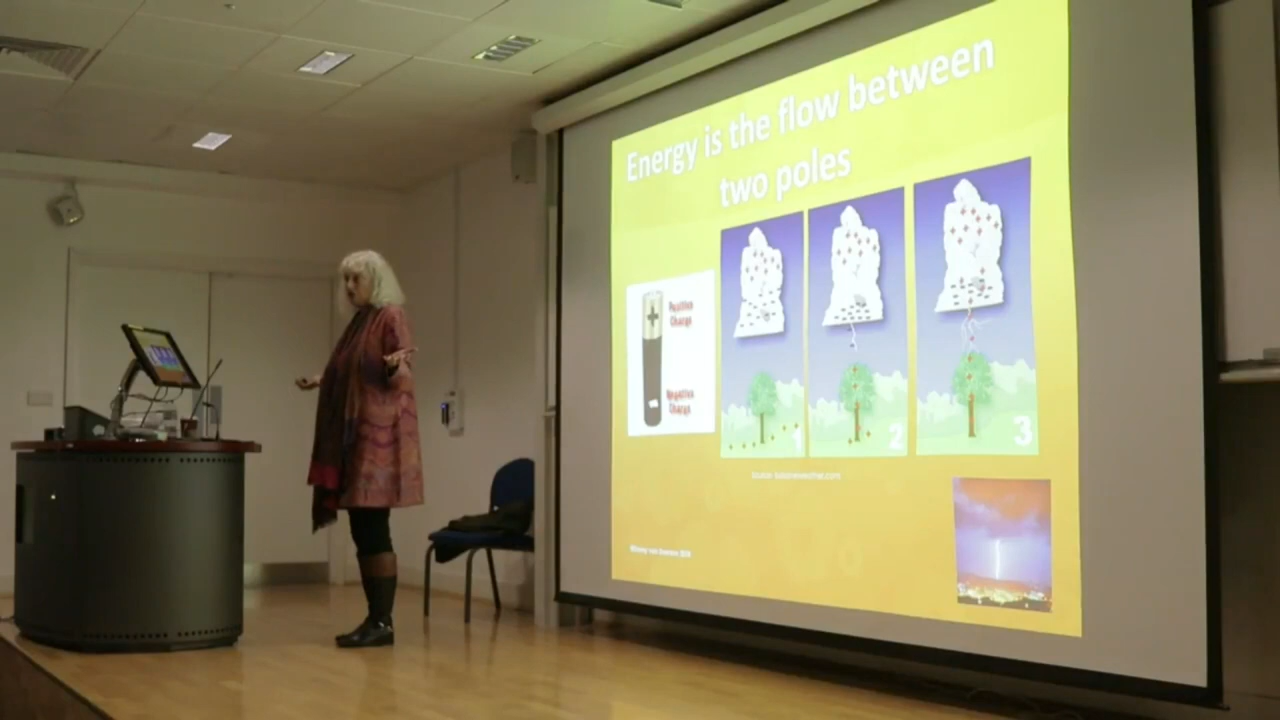 Energy is the flow between
two poles
Positive
Charge
+
Negative
Charge
1
2
3